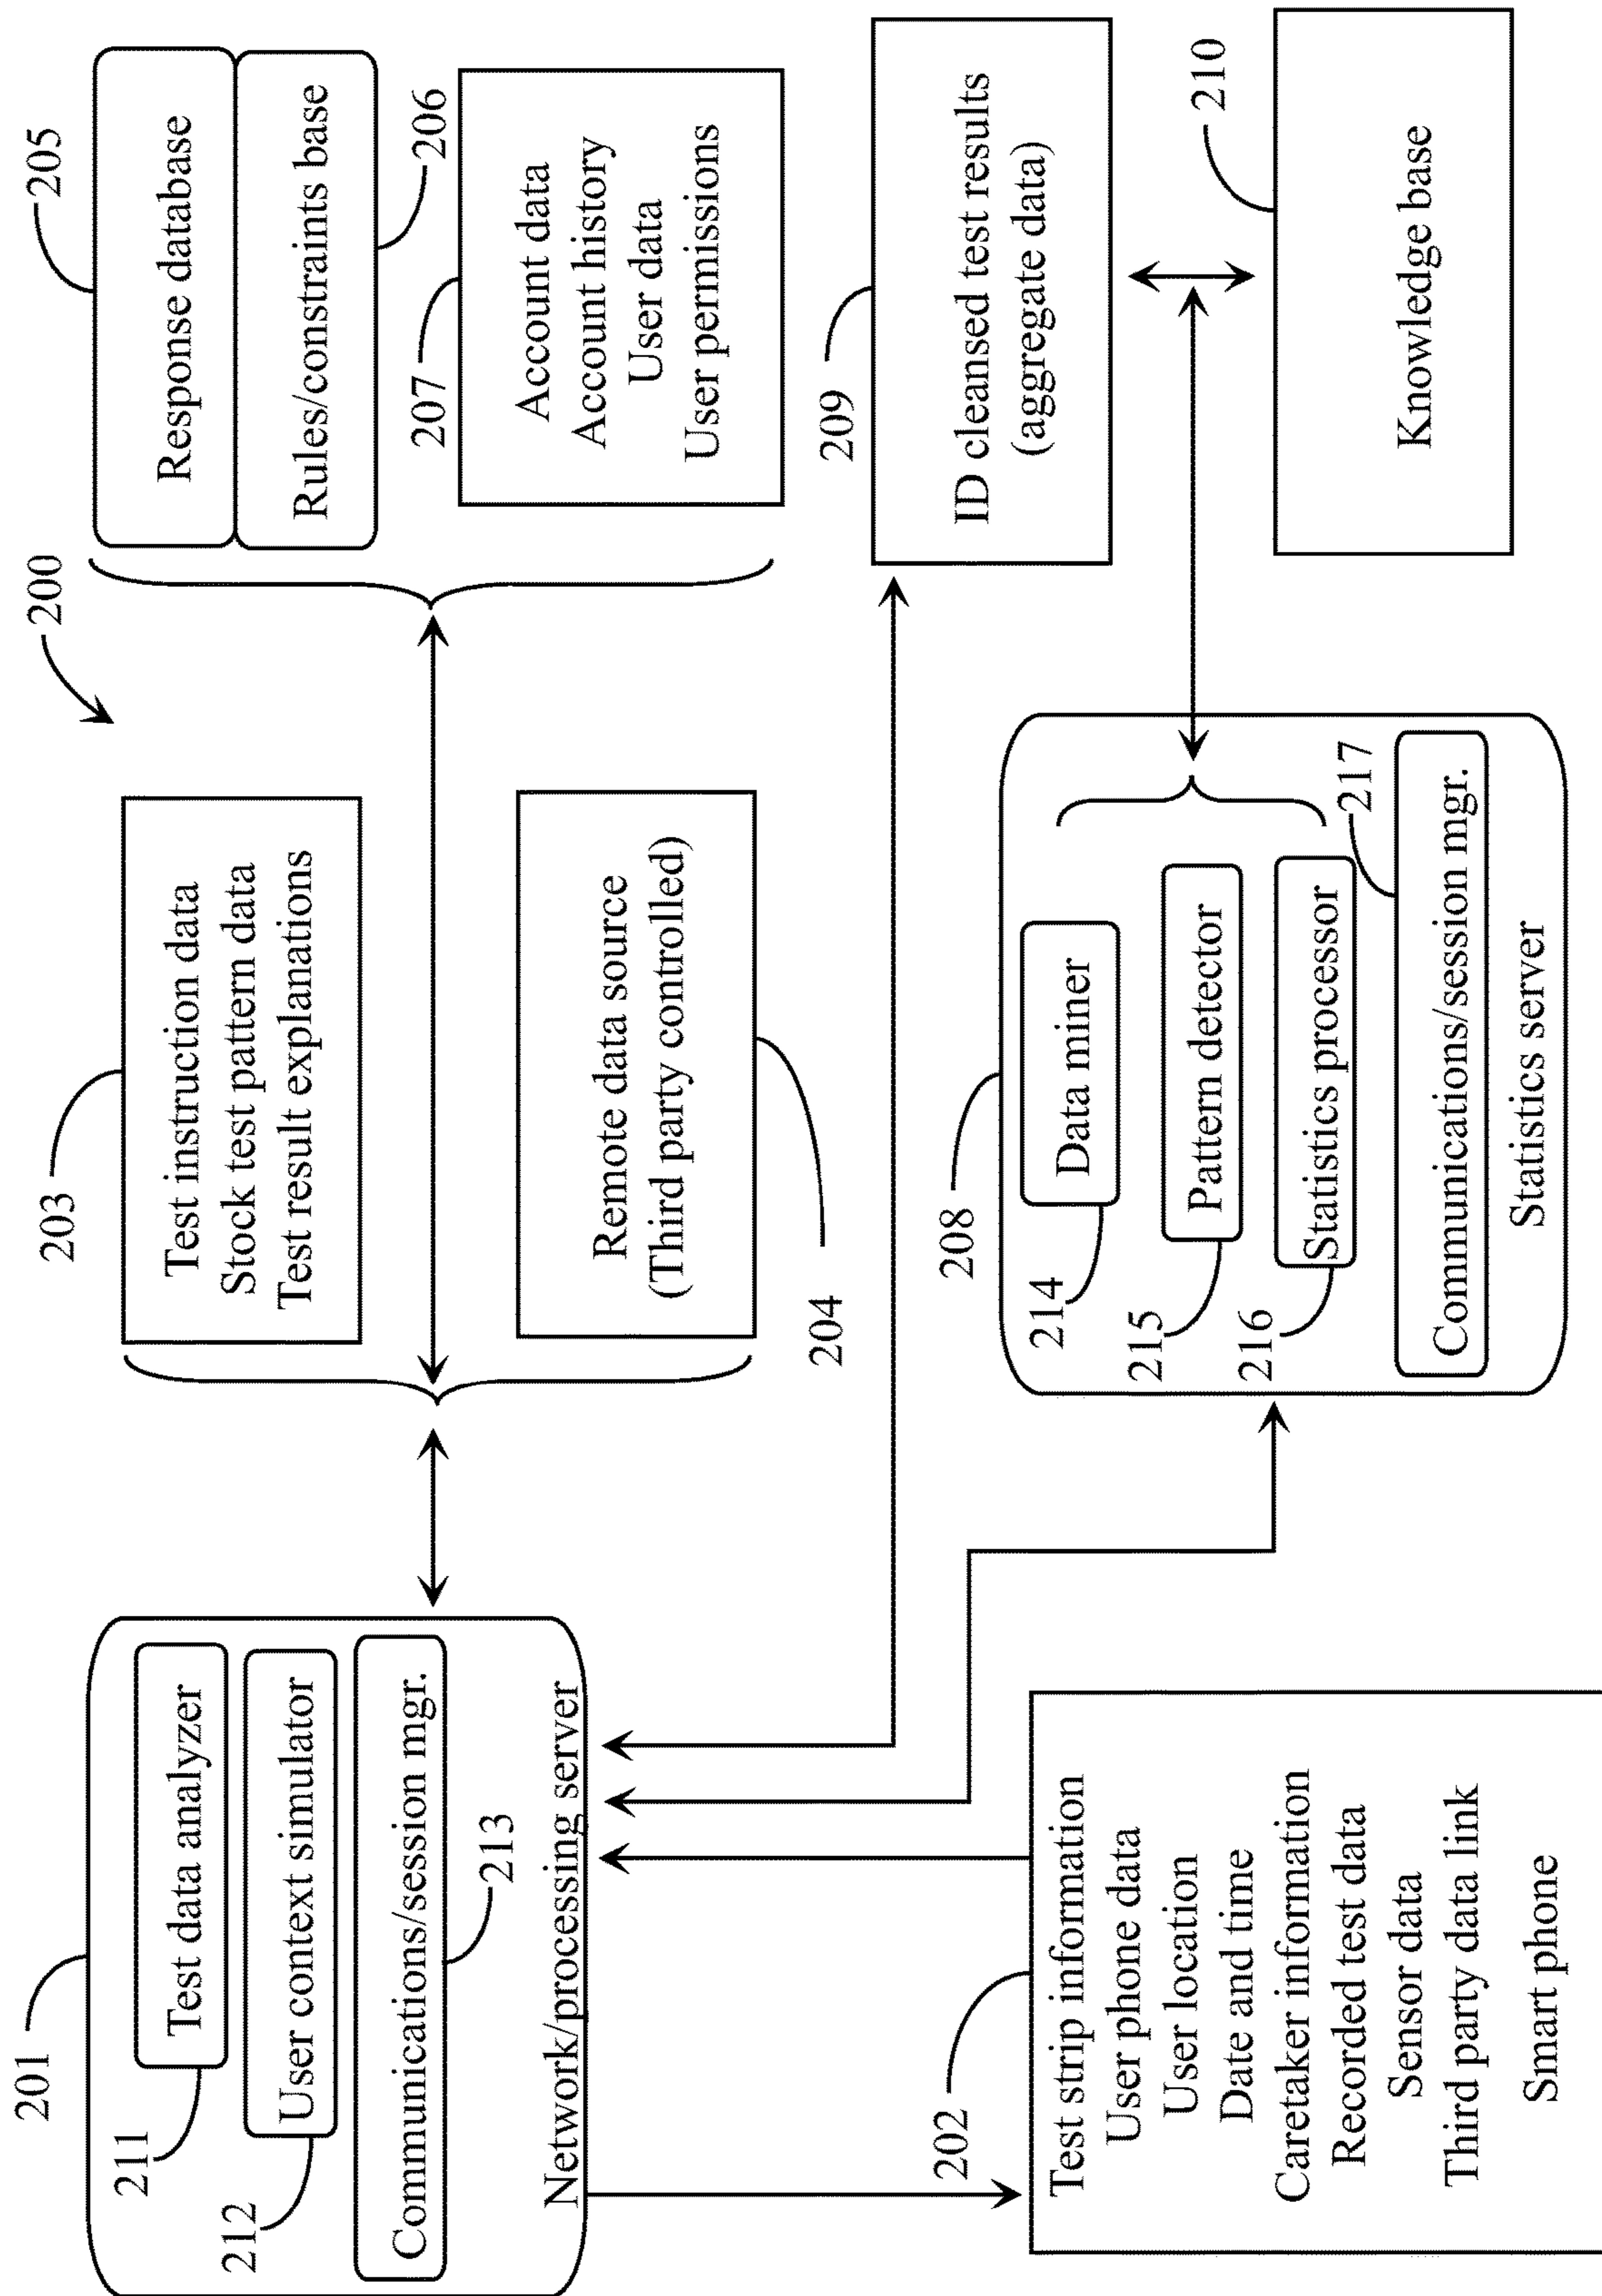 200
201
211
Test data analyzer
212
User context simulator
Communications/session mgr.
213
Network/processing server
203
Test instruction data
Stock test pattern data
Test result explanations
Remote data source
(Third party controlled)
204
205
Response database
Rules/constraints base
206
207
Account data
Account history
User data
User permissions
202
Test strip information
User phone data
User location
Date and time
Caretaker information
Recorded test data
Sensor data
Third party data link
Smart phone
208
214
Data miner
215
Pattern detector
216
Statistics processor
217
Communications/session mgr.
Statistics server
209
ID cleansed test results
(aggregate data)
210
Knowledge base